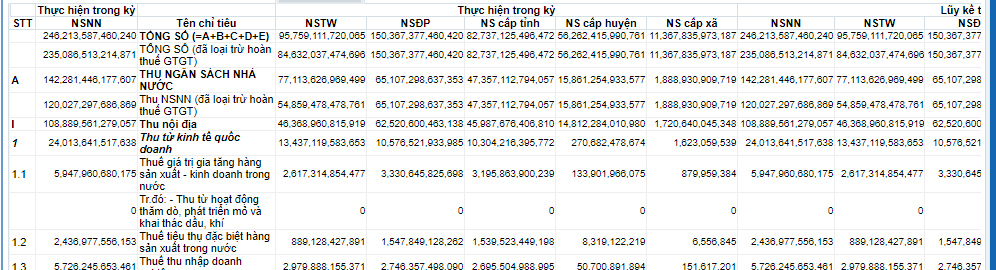 Thực hiện trong kỳ Thực hiện trong kỳ Lũy kế t
STT NSNN Tên chỉ tiêu NSTW NSĐP NS cấp tỉnh NS cấp huyện NS cấp xã NSNN NSTW NSĐ
246,213,587,460,240 TỔNG SỐ (=A+B+C+D+E) 95,759,111,720,065 150,367,377,460,420 82,737,125,496,472 56,262,415,990,761 11,367,835,973,187 246,213,587,460,240 95,759,111,720,065 150,367,377
235,086,513,214,871 TỔNG SỐ (đã loại trừ hoàn thuế GTGT) 84,632,037,474,696 150,367,377,460,420 82,737,125,496,472 56,262,415,990,761 11,367,835,973,187 235,086,513,214,871 84,632,037,474,696 150,367,377
A 142,281,446,177,607 THU NGÂN SÁCH NHÀ NƯỚC 77,113,626,969,499 65,107,298,637,353 47,357,112,794,057 15,861,254,933,577 1,888,930,909,719 142,281,446,177,607 77,113,626,969,499 65,107,298
120,027,297,686,869 Thu NSNN (đã loại trừ hoàn thuế GTGT) 54,859,478,478,761 65,107,298,637,353 47,357,112,794,057 15,861,254,933,577 1,888,930,909,719 120,027,297,686,869 54,859,478,478,761 65,107,298
I 108,889,561,279,057 Thu nội địa 46,368,960,815,919 62,520,600,463,138 45,987,676,406,810 14,812,284,010,980 1,720,640,045,348 108,889,561,279,057 46,368,960,815,919 62,520,600
1 24,013,641,517,638 Thu từ kinh tế quốc doanh 13,437,119,583,653 10,576,521,933,985 10,304,216,395,772 270,682,478,674 1,623,059,539 24,013,641,517,638 13,437,119,583,653 10,576,521
1.1 5,947,960,680,175 Thuế giá trị gia tăng hàng sản xuất - kinh doanh trong nước 2,617,314,854,477 3,330,645,825,698 3,195,863,900,239 133,901,966,075 879,959,384 5,947,960,680,175 2,617,314,854,477 3,330,645
0 Tr.đó: - Thu từ hoạt động thăm dò, phát triển mỏ và khai thác dầu, khí 0 0 0 0 0 0 0
1.2 2,436,977,556,153 Thuế tiêu thụ đặc biệt hàng sản xuất trong nước 889,128,427,891 1,547,849,128,262 1,539,523,449,198 8,319,122,219 6,556,845 2,436,977,556,153 889,128,427,891 1,547,849
1.3 5,726,245,653,461 Thuế thu nhập doanh 2,979,888,155,371 2,746,357,498,090 2,695,504,988,995 50,700,891,894 151,617,201 5,726,245,653,461 2,979,888,155,371 2,746,357